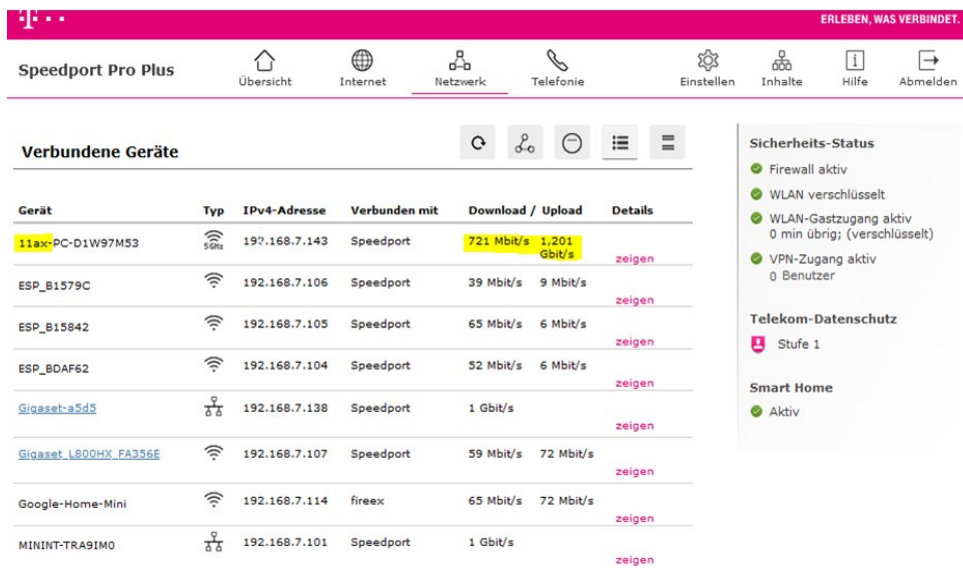 ERLEBEN, WAS VERBINDET.
Speedport Pro Plus
Übersicht
Internet
Netzwerk
Telefonie
Einstellen
Inhalte
Hilfe
Abmelden
Verbundene Geräte
Gerät Typ IPv4-Adresse Verbunden mit Download / Upload Details
11ax-PC-D1W97M53 5GHz 192.168.7.143 Speedport 721 Mbit/s 1,201
Gbit/s
zeigen
ESP_B1579C 192.168.7.106 Speedport 39 Mbit/s 9 Mbit/s
zeigen
ESP_B15842 192.168.7.105 Speedport 65 Mbit/s 6 Mbit/s
zeigen
ESP_BDAF62 192.168.7.104 Speedport 52 Mbit/s 6 Mbit/s
zeigen
Gigaset-a5d5 192.168.7.138 Speedport 1 Gbit/s
zeigen
Gigaset_L800HX_FA356E 192.168.7.107 Speedport 59 Mbit/s 72 Mbit/s
zeigen
Google-Home-Mini 192.168.7.114 fireex 65 Mbit/s 72 Mbit/s
zeigen
MININT-TRA9IM0 192.168.7.101 Speedport 1 Gbit/s
zeigen
Sicherheits-Status
Firewall aktiv
WLAN verschlüsselt
WLAN-Gastzugang aktiv
0 min übrig; (verschlüsselt)
VPN-Zugang aktiv
0 Benutzer
Telekom-Datenschutz
Stufe 1
Smart Home
Aktiv